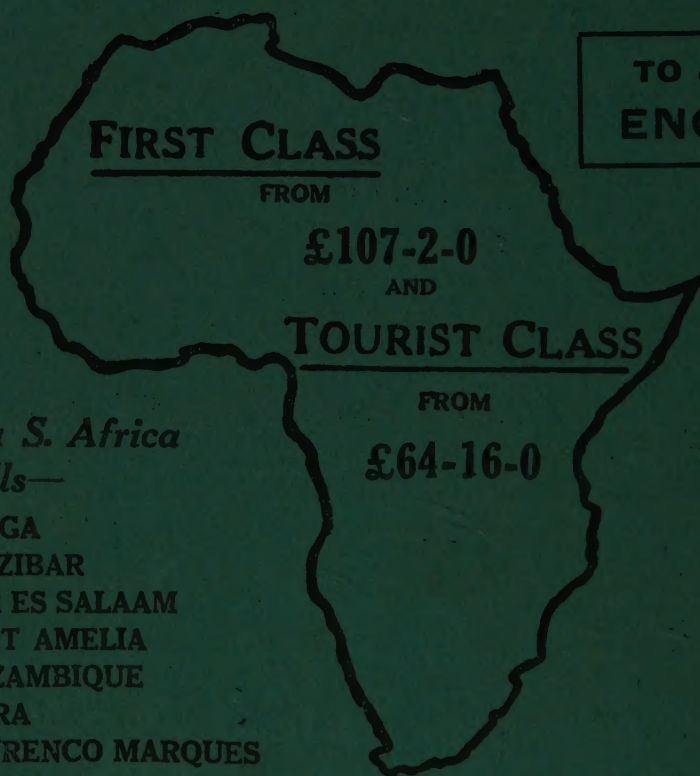 TO
ENG
FIRST CLASS
FROM
£107-2-0
AND
TOURIST CLASS
FROM
£64-16-0
S. Africa
ls—
GA
ZIBAR
ES SALAAM
T AMELIA
ZAMBIQUE
RA
RENCO MARQUES